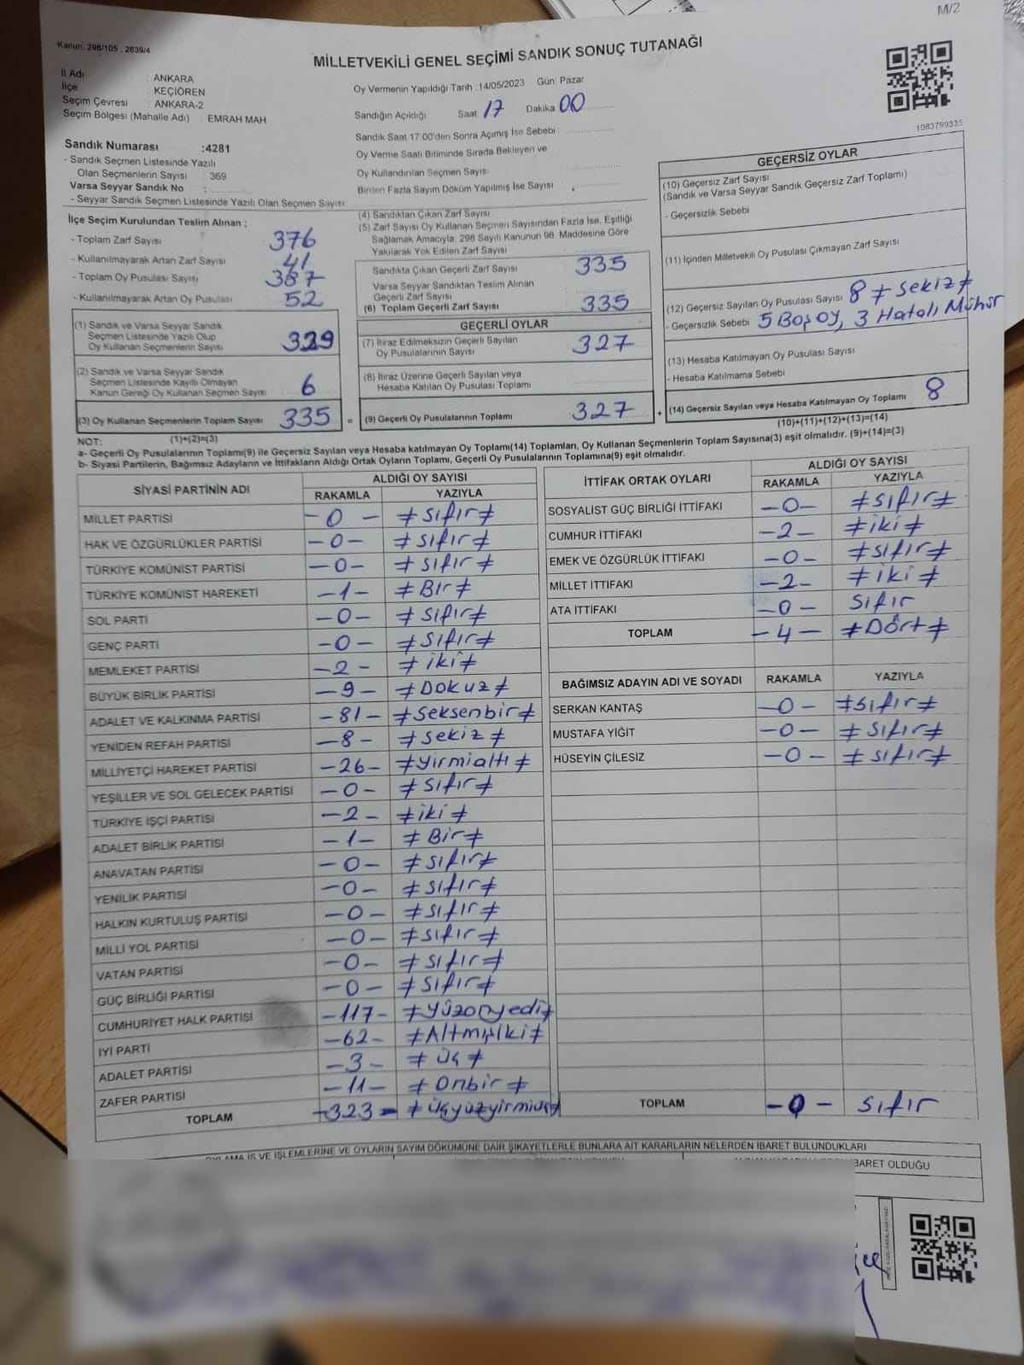 M/2
Kanun: 298/105 , 2839/4
MİLLETVEKİLİ GENEL SEÇİMİ SANDIK SONUÇ TUTANAĞI
İl Adı : ANKARA
İlçe : KEÇİÖREN
Seçim Çevresi : ANKARA-2
Seçim Bölgesi (Mahalle Adı) : EMRAH MAH
Oy Vermenin Yapıldığı Tarih :14/05/2023 Gün: Pazar
Sandığın Açıldığı Saat 17 Dakika 00
Sandık Saat 17:00'den Sonra Açılmış İse Sebebi
Oy Verme Saati Bitiminde Sırada Bekleyen ve
Oy Kullandırılan Seçmen Sayısı
Birden Fazla Sayım Döküm Yapılmış İse Sayısı
1083799335
Sandık Numarası :4281
- Sandık Seçmen Listesinde Yazılı
Olan Seçmenlerin Sayısı : 369
Varsa Seyyar Sandık No :
- Seyyar Sandık Seçmen Listesinde Yazılı Olan Seçmen Sayısı
İlçe Seçim Kurulundan Teslim Alınan ;
- Toplam Zarf Sayısı 376
- Kullanılmayarak Artan Zarf Sayısı 41
- Toplam Oy Pusulası Sayısı 387
- Kullanılmayarak Artan Oy Pusulası 52
(1) Sandık ve Varsa Seyyar Sandık
Seçmen Listesinde Yazılı Olup
Oy Kullanan Seçmenlerin Sayısı 329
(2) Sandık ve Varsa Seyyar Sandık
Seçmen Listesinde Kayıtlı Olmayan
Kanun Gereği Oy Kullanan Seçmen Sayısı 6
(3) Oy Kullanan Seçmenlerin Toplam Sayısı 335 =
(4) Sandıktan Çıkan Zarf Sayısı
(5) Zarf Sayısı Oy Kullanan Seçmen Sayısından Fazla İse, Eşitliği
Sağlamak Amacıyla, 298 Sayılı Kanunun 98. Maddesine Göre
Yakılarak Yok Edilen Zarf Sayısı
Sandıkta Çıkan Geçerli Zarf Sayısı 335
Varsa Seyyar Sandıktan Teslim Alınan
Geçerli Zarf Sayısı
(6) Toplam Geçerli Zarf Sayısı 335
GEÇERLİ OYLAR
(7) İtiraz Edilmeksizin Geçerli Sayılan
Oy Pusulalarının Sayısı 327
(8) İtiraz Üzerine Geçerli Sayılan veya
Hesaba Katılan Oy Pusulası Toplamı
(9) Geçerli Oy Pusulalarının Toplamı 327 +
GEÇERSİZ OYLAR
(10) Geçersiz Zarf Sayısı
(Sandık ve Varsa Seyyar Sandık Geçersiz Zarf Toplamı)
- Geçersizlik Sebebi
(11) İçinden Milletvekili Oy Pusulası Çıkmayan Zarf Sayısı
(12) Geçersiz Sayılan Oy Pusulası Sayısı 8 ≠ sekiz ≠
- Geçersizlik Sebebi 5 Boş oy, 3 Hatalı Mühür
(13) Hesaba Katılmayan Oy Pusulası Sayısı
- Hesaba Katılmama Sebebi
(14) Geçersiz Sayılan veya Hesaba Katılmayan Oy Toplamı 8
(10)+(11)+(12)+(13)=(14)
NOT: (1)+(2)=(3)
a- Geçerli Oy Pusulalarının Toplamı(9) ile Geçersiz Sayılan veya Hesaba katılmayan Oy Toplamı(14) Toplamları, Oy Kullanan Seçmenlerin Toplam Sayısına(3) eşit olmalıdır. (9)+(14)=(3)
b- Siyasi Partilerin, Bağımsız Adayların ve İttifakların Aldığı Ortak Oyların Toplamı, Geçerli Oy Pusulalarının Toplamına(9) eşit olmalıdır.
SİYASİ PARTİNİN ADI ALDIĞI OY SAYISI
RAKAMLA YAZIYLA
MİLLET PARTİSİ -0- ≠ sıfır ≠
HAK VE ÖZGÜRLÜKLER PARTİSİ -0- ≠ sıfır ≠
TÜRKİYE KOMÜNİST PARTİSİ -0- ≠ sıfır ≠
TÜRKİYE KOMÜNİST HAREKETİ -1- ≠ Bir ≠
SOL PARTİ -0- ≠ sıfır ≠
GENÇ PARTİ -0- ≠ sıfır ≠
MEMLEKET PARTİSİ -2- ≠ iki ≠
BÜYÜK BİRLİK PARTİSİ -9- ≠ Dokuz ≠
ADALET VE KALKINMA PARTİSİ -81- ≠ seksenbir ≠
YENİDEN REFAH PARTİSİ -8- ≠ sekiz ≠
MİLLİYETÇİ HAREKET PARTİSİ -26- ≠ yirmialtı ≠
YEŞİLLER VE SOL GELECEK PARTİSİ -0- ≠ sıfır ≠
TÜRKİYE İŞÇİ PARTİSİ -2- ≠ iki ≠
ADALET BİRLİK PARTİSİ -1- ≠ Bir ≠
ANAVATAN PARTİSİ -0- ≠ sıfır ≠
YENİLİK PARTİSİ -0- ≠ sıfır ≠
HALKIN KURTULUŞ PARTİSİ -0- ≠ sıfır ≠
MİLLİ YOL PARTİSİ -0- ≠ sıfır ≠
VATAN PARTİSİ -0- ≠ sıfır ≠
GÜÇ BİRLİĞİ PARTİSİ -0- ≠ sıfır ≠
CUMHURİYET HALK PARTİSİ -117- ≠ Yüzonyedi ≠
İYİ PARTİ -62- ≠ Altmışiki ≠
ADALET PARTİSİ -3- ≠ üç ≠
ZAFER PARTİSİ -11- ≠ Onbir ≠
TOPLAM -323- ≠ üçyüzyirmiüç ≠
İTTİFAK ORTAK OYLARI ALDIĞI OY SAYISI
RAKAMLA YAZIYLA
SOSYALİST GÜÇ BİRLİĞİ İTTİFAKI -0- ≠ sıfır ≠
CUMHUR İTTİFAKI -2- ≠ iki ≠
EMEK VE ÖZGÜRLÜK İTTİFAKI -0- ≠ sıfır ≠
MİLLET İTTİFAKI -2- ≠ iki ≠
ATA İTTİFAKI -0- sıfır
TOPLAM -4- ≠ Dört ≠
BAĞIMSIZ ADAYIN ADI VE SOYADI RAKAMLA YAZIYLA
SERKAN KANTAŞ -0- ≠ sıfır ≠
MUSTAFA YİĞİT -0- ≠ sıfır ≠
HÜSEYİN ÇİLESİZ -0- ≠ sıfır ≠
TOPLAM -0- sıfır
İŞ VE İŞLEMLERİNE VE OYLARIN SAYIM DÖKÜMÜNE DAİR ŞİKAYETLERLE BUNLARA AİT KARARLARIN NELERDEN İBARET BULUNDUKLARI
İBARET OLDUĞU